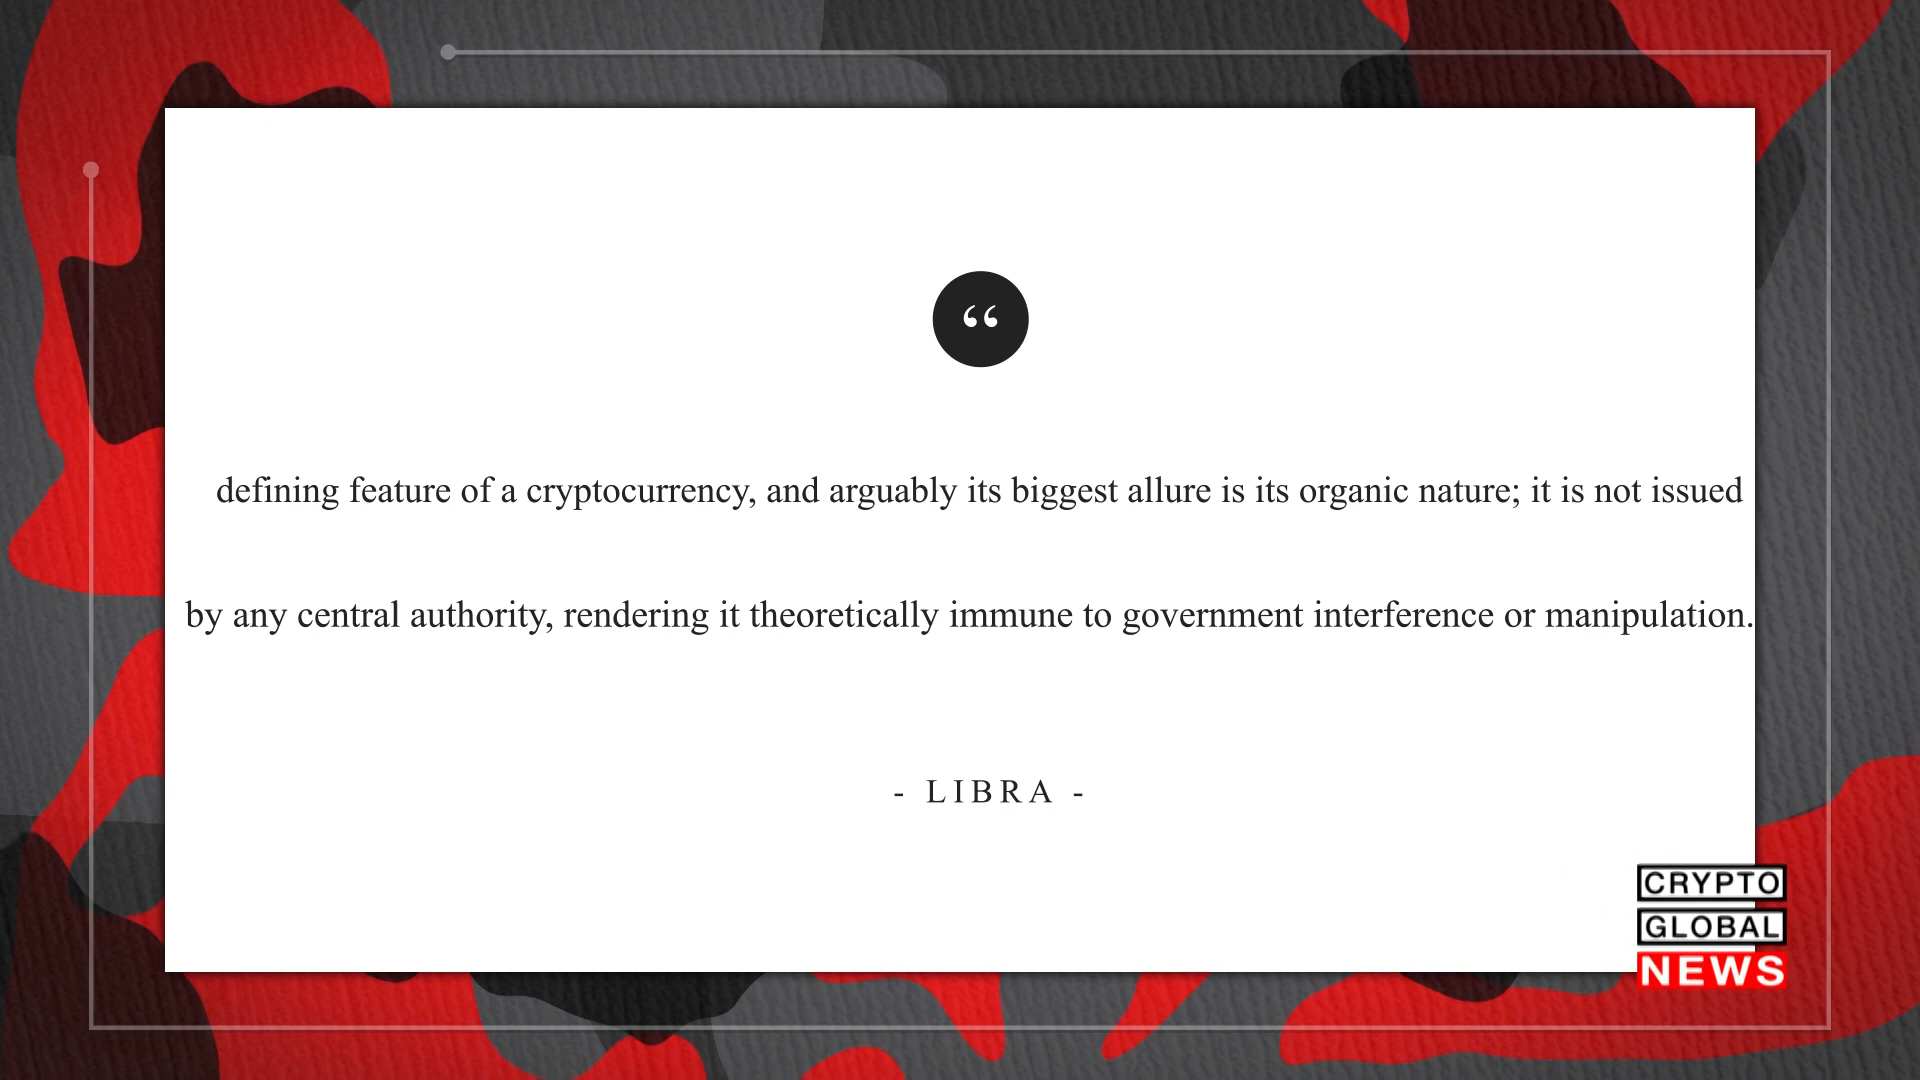 “
defining feature of a cryptocurrency, and arguably its biggest allure is its organic nature; it is not issued
by any central authority, rendering it theoretically immune to government interference or manipulation.
- LIBRA -
CRYPTO
GLOBAL
NEWS